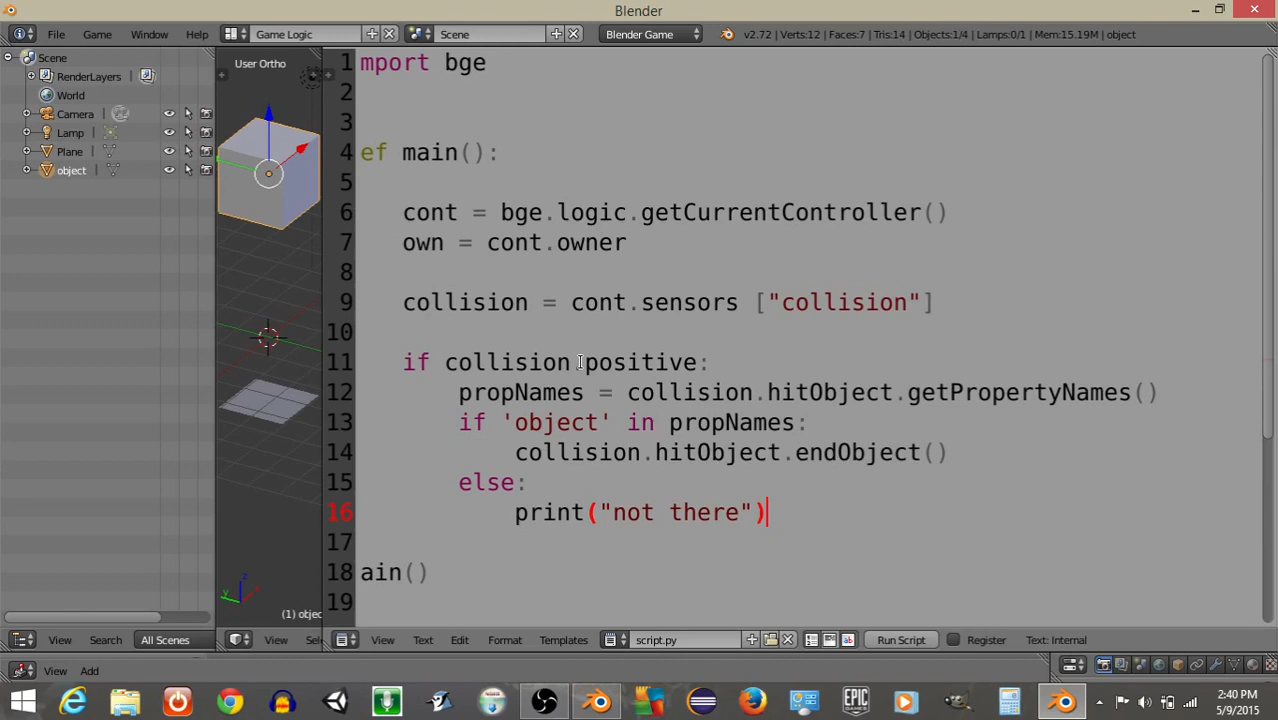 Blender
File Game Window Help Game Logic Scene Blender Game v2.72 | Verts:12 | Faces:7 | Tris:14 | Objects:1/4 | Lamps:0/1 | Mem:15.19M | object
Scene
RenderLayers
World
Camera
Lamp
Plane
object
User Ortho
z
y
(1) objec
1 mport bge
2
3
4 ef main():
5
6 cont = bge.logic.getCurrentController()
7 own = cont.owner
8
9 collision = cont.sensors ["collision"]
10
11 if collision.positive:
12 propNames = collision.hitObject.getPropertyNames()
13 if 'object' in propNames:
14 collision.hitObject.endObject()
15 else:
16 print("not there")
17
18 ain()
19
View Search All Scenes View Sel View Text Edit Format Templates script.py Run Script Register Text: Internal
View Add
EPIC GAMES
2:40 PM
5/9/2015